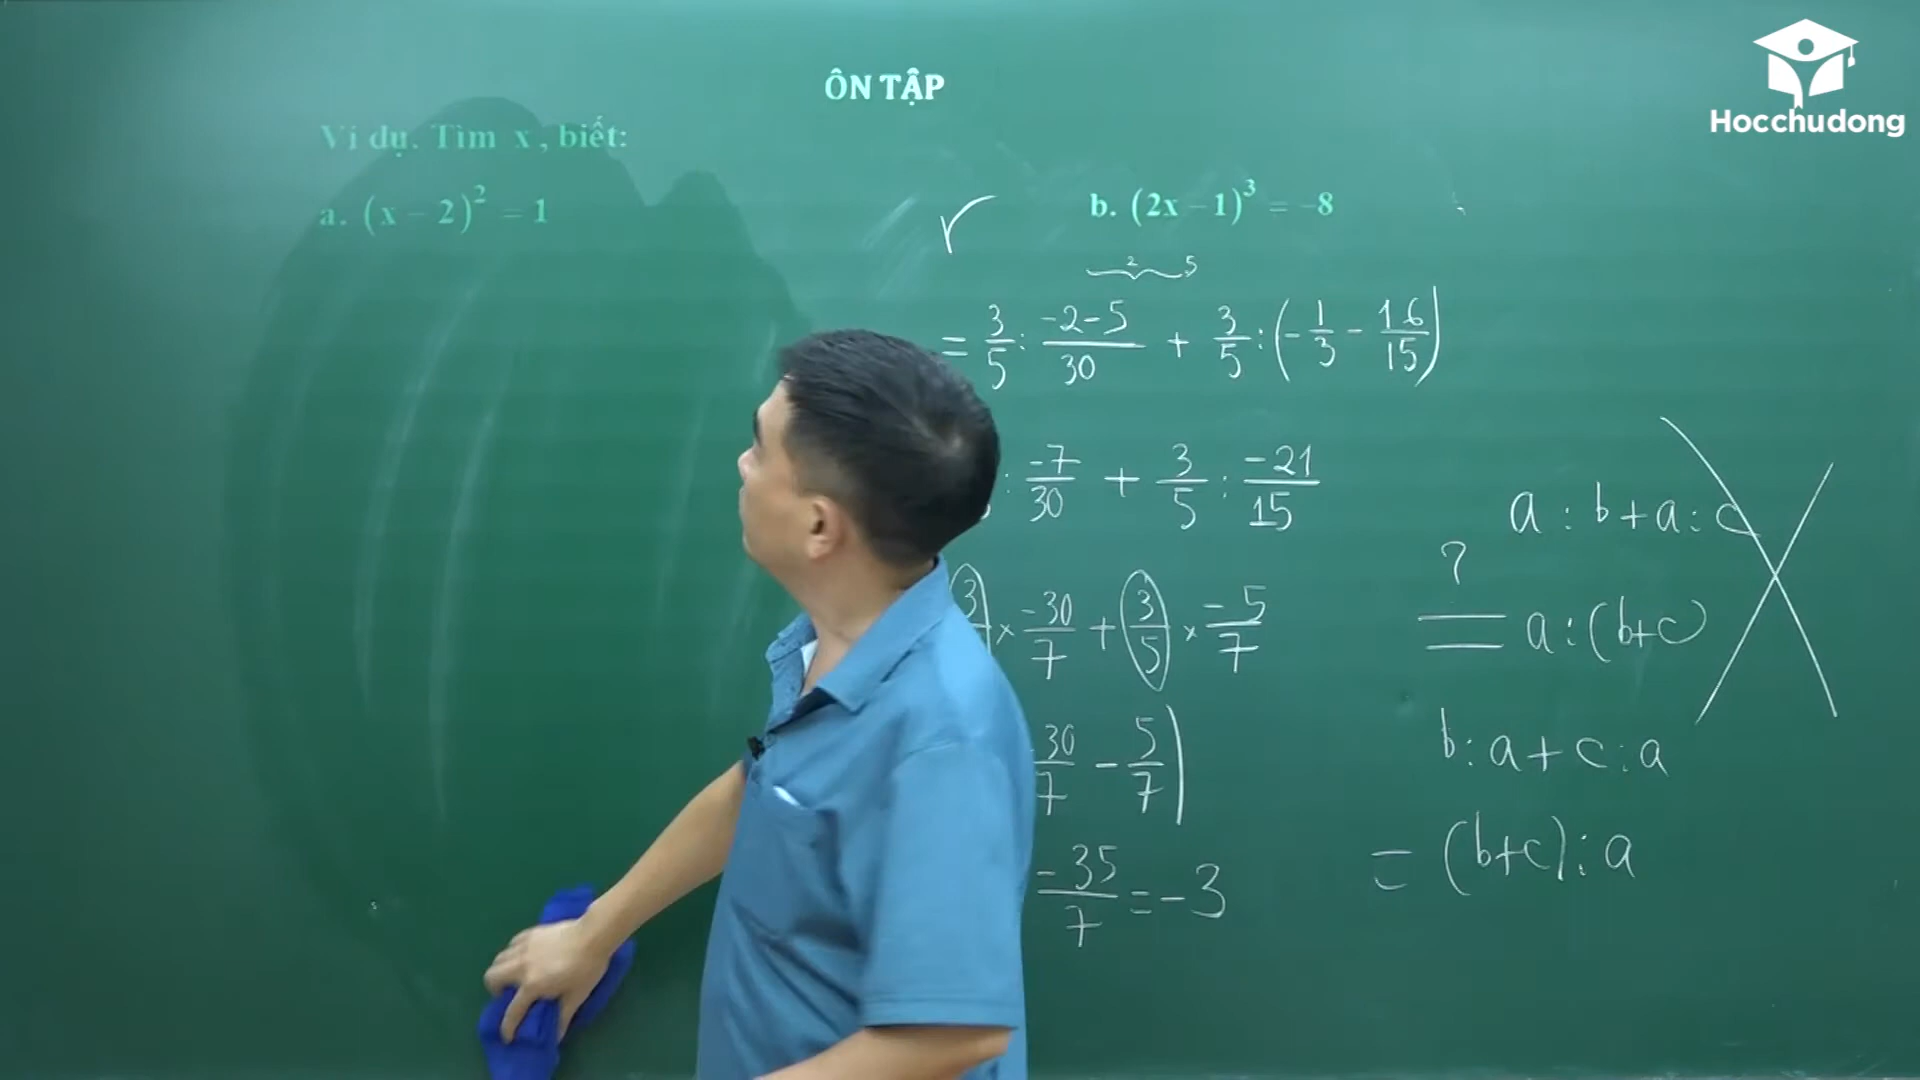 Hocchudong
ÔN TẬP
Ví dụ. Tìm x, biết:
a. (x − 2)² = 1
b. (2x − 1)³ = −8
2 5
= 3/5 : (-2-5)/30 + 3/5 : (-1/3 - 16/15)
: -7/30 + 3/5 : -21/15
3 × -30/7 + 3/5 × -5/7
30/7 - 5/7)
-35/7 = -3
a : b + a : c
?
= a : (b+c)
b : a + c : a
= (b+c) : a